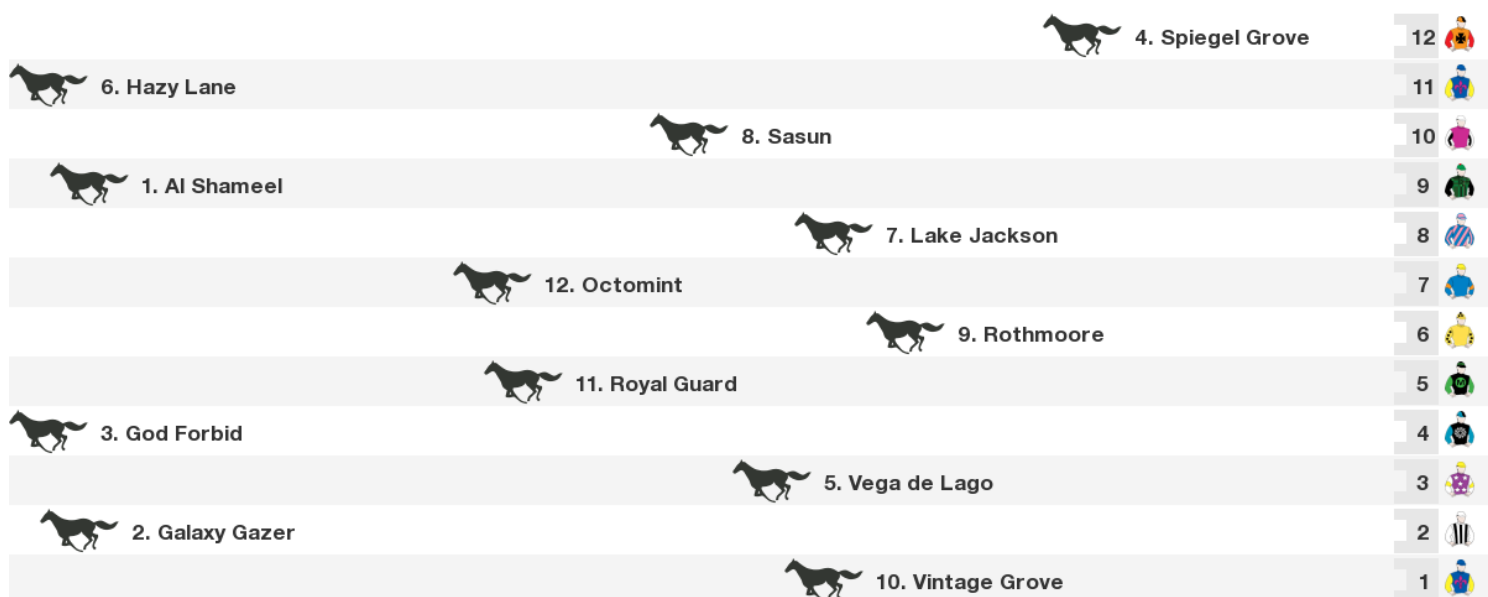 4. Spiegel Grove 12
6. Hazy Lane 11
8. Sasun 10
1. Al Shameel 9
7. Lake Jackson 8
12. Octomint 7
9. Rothmoore 6
11. Royal Guard 5
3. God Forbid 4
5. Vega de Lago 3
2. Galaxy Gazer 2
10. Vintage Grove 1